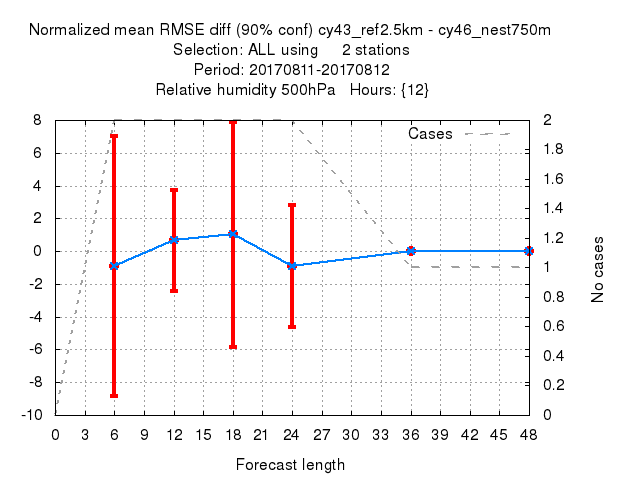 Normalized mean RMSE diff (90% conf) cy43_ref2.5km - cy46_nest750m
Selection: ALL using 2 stations
Period: 20170811-20170812
Relative humidity 500hPa Hours: {12}
Cases
8
6
4
2
0
-2
-4
-6
-8
-10
2
1.8
1.6
1.4
1.2
1
0.8
0.6
0.4
0.2
0
No cases
0 3 6 9 12 15 18 21 24 27 30 33 36 39 42 45 48
Forecast length